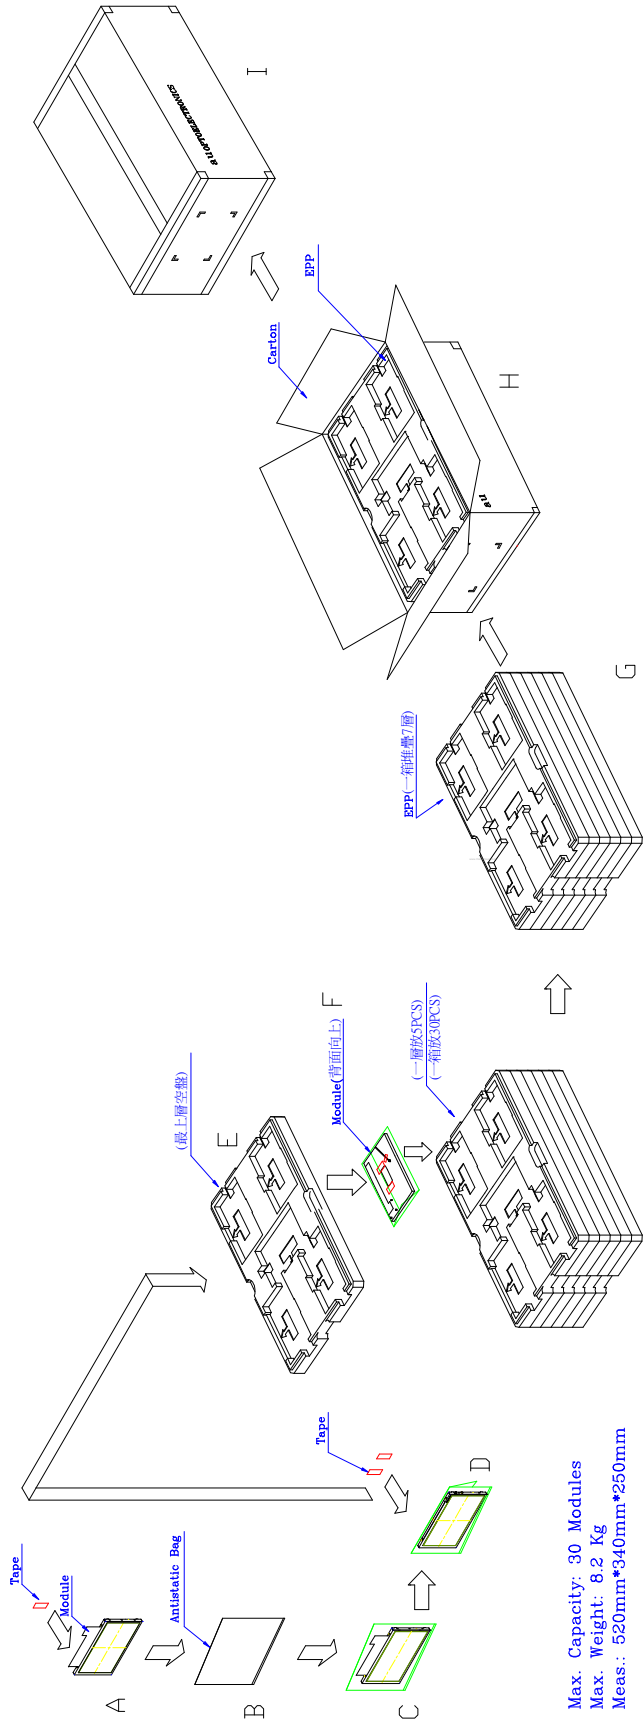 Tape
Module
A
Antistatic Bag
B
C
Tape
D
(最上層空盤)
E
Module(背面向上)
F
(一層放5PCS)
(一箱放30PCS)
EPP(一箱堆疊7層)
G
Carton
EPP
H
I
Max. Capacity: 30 Modules
Max. Weight: 8.2 Kg
Meas.: 520mm*340mm*250mm